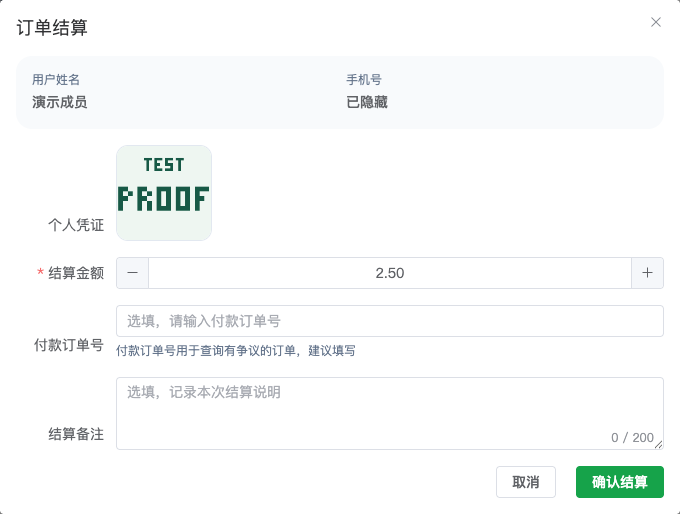 订单结算
用户姓名
手机号
演示成员
已隐藏
TEST
PROOF
个人凭证
* 结算金额
2.50
付款订单号
选填，请输入付款订单号
付款订单号用于查询有争议的订单，建议填写
结算备注
选填，记录本次结算说明
0 / 200
取消
确认结算